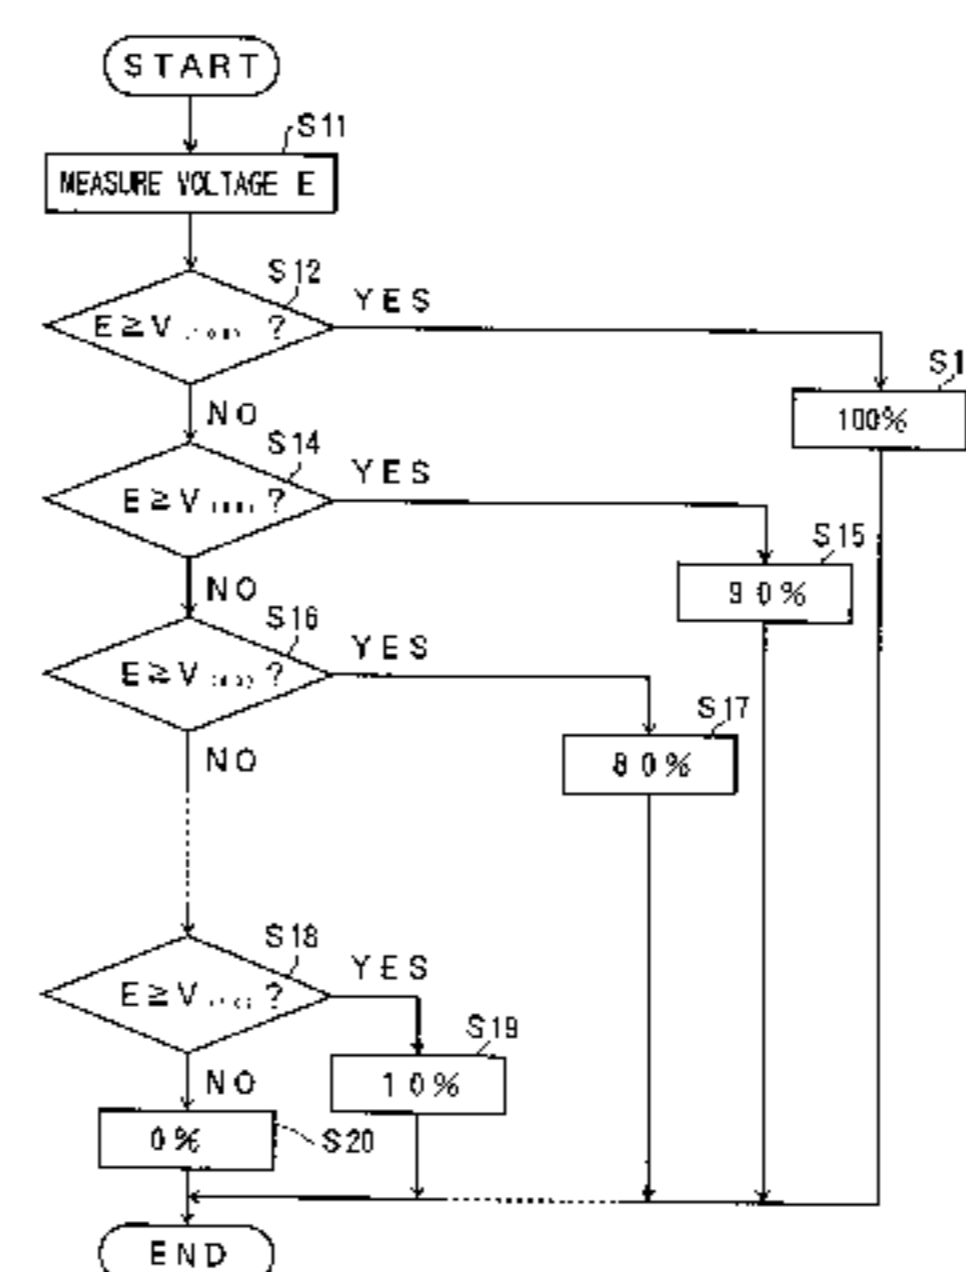 START
S11
MEASURE VOLTAGE E
S12
E≧V ?
YES
S1
100%
NO
S14
E≧V ?
YES
S15
90%
NO
S16
E≧V ?
YES
S17
80%
NO
S18
E≧V ?
YES
S19
10%
NO
0%
S20
END